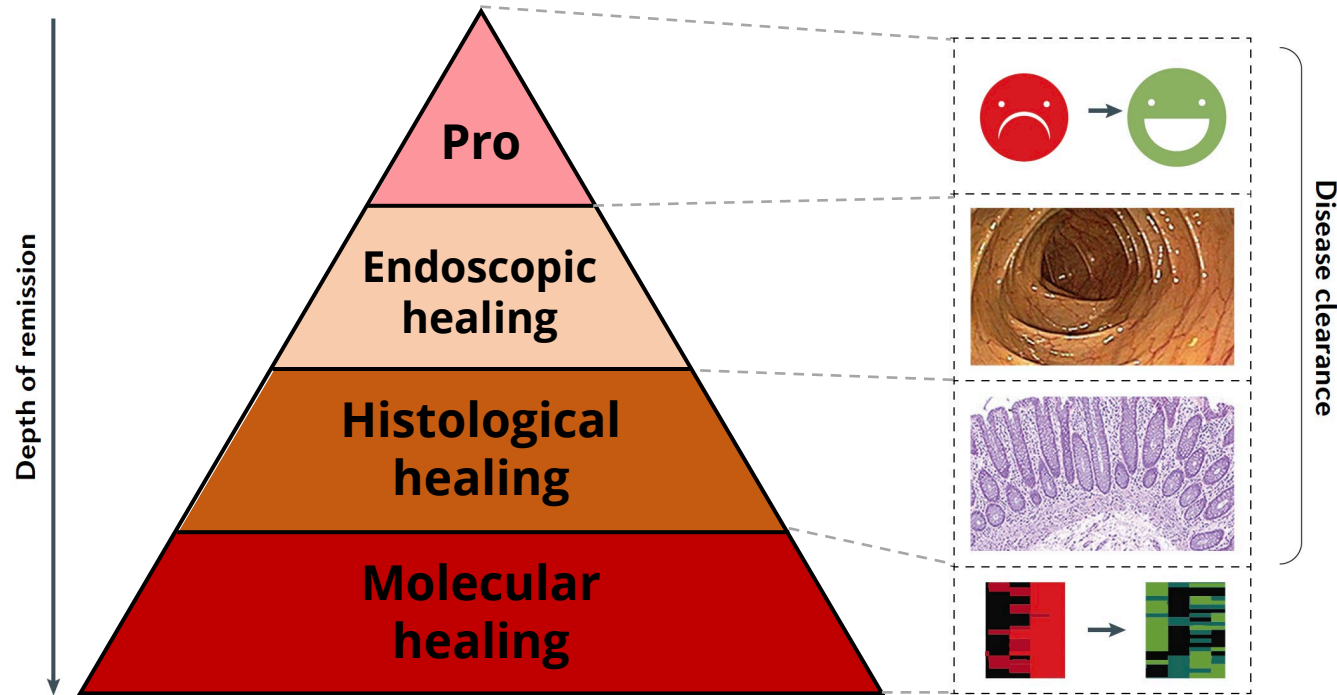 Depth of remission
Pro
Endoscopic
healing
Histological
healing
Molecular
healing
Disease clearance